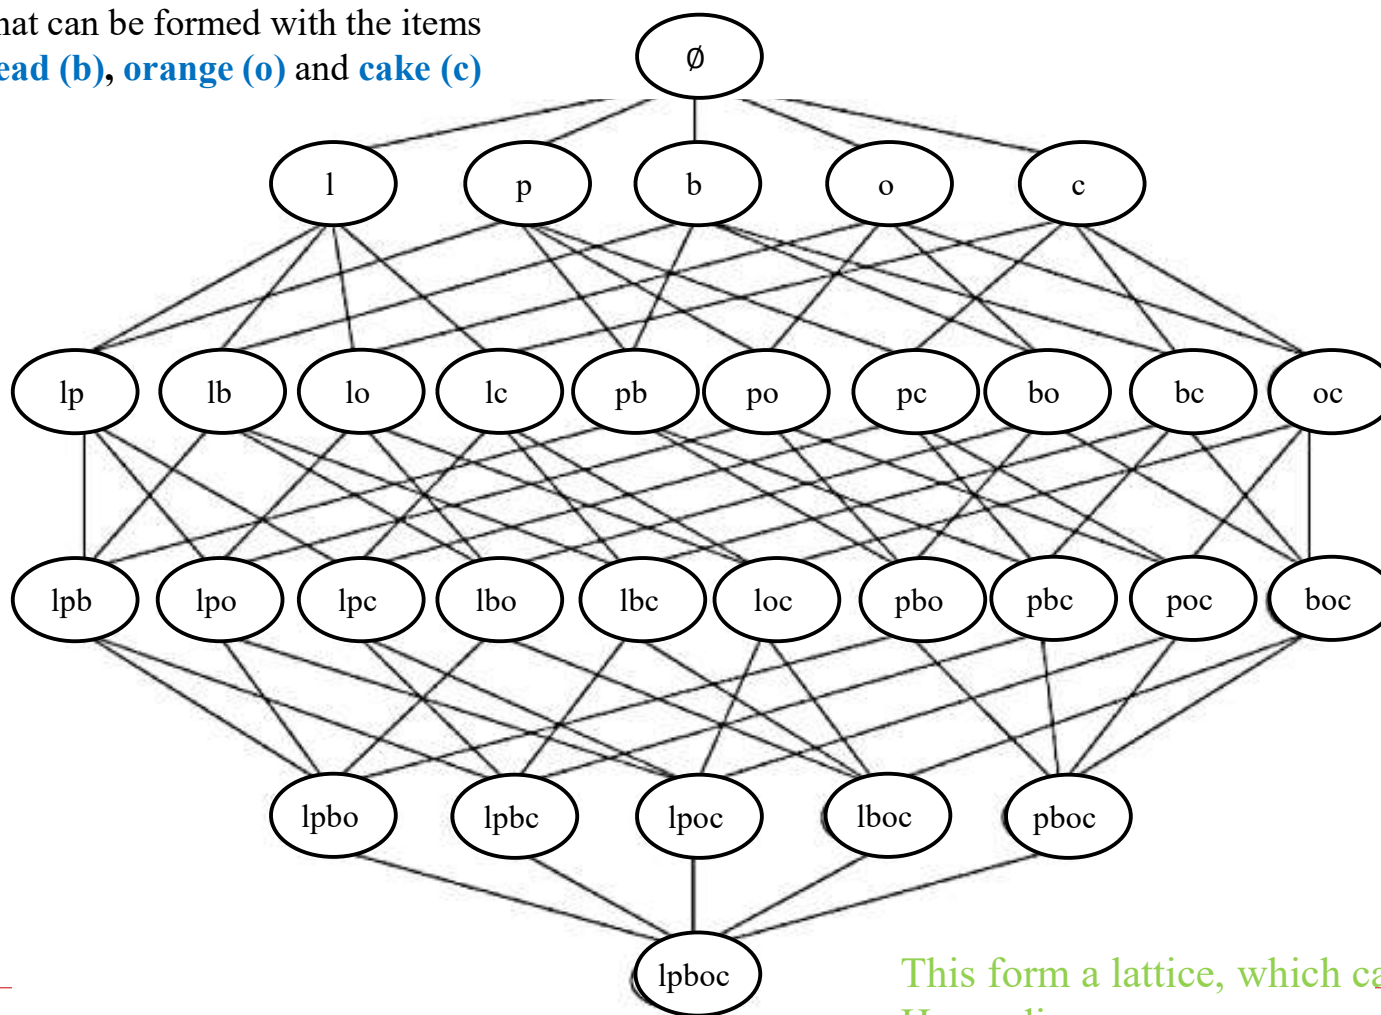 hat can be formed with the items
ead (b), orange (o) and cake (c)
∅
l p b o c
lp lb lo lc pb po pc bo bc oc
lpb lpo lpc lbo lbc loc pbo pbc poc boc
lpbo lpbc lpoc lboc pboc
lpboc
This form a lattice, which ca